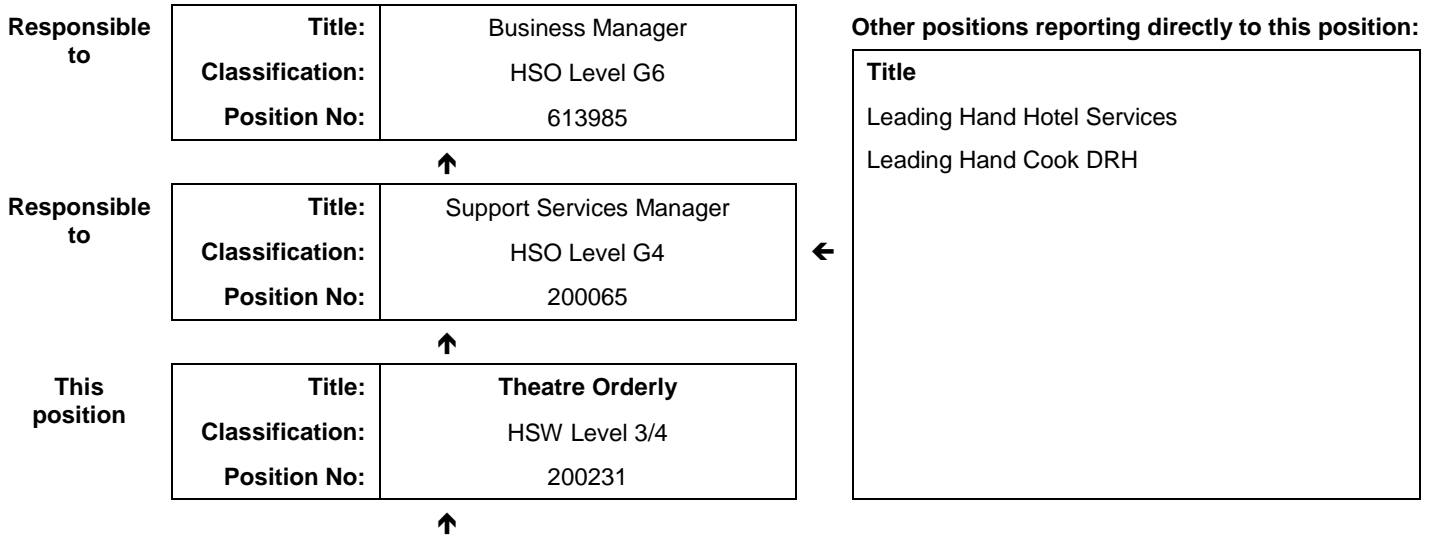 Responsible to
Title: Business Manager
Classification: HSO Level G6
Position No: 613985
↑
Responsible to
Title: Support Services Manager
Classification: HSO Level G4
Position No: 200065
↑
This position
Title: Theatre Orderly
Classification: HSW Level 3/4
Position No: 200231
↑
Other positions reporting directly to this position:
←
Title
Leading Hand Hotel Services
Leading Hand Cook DRH